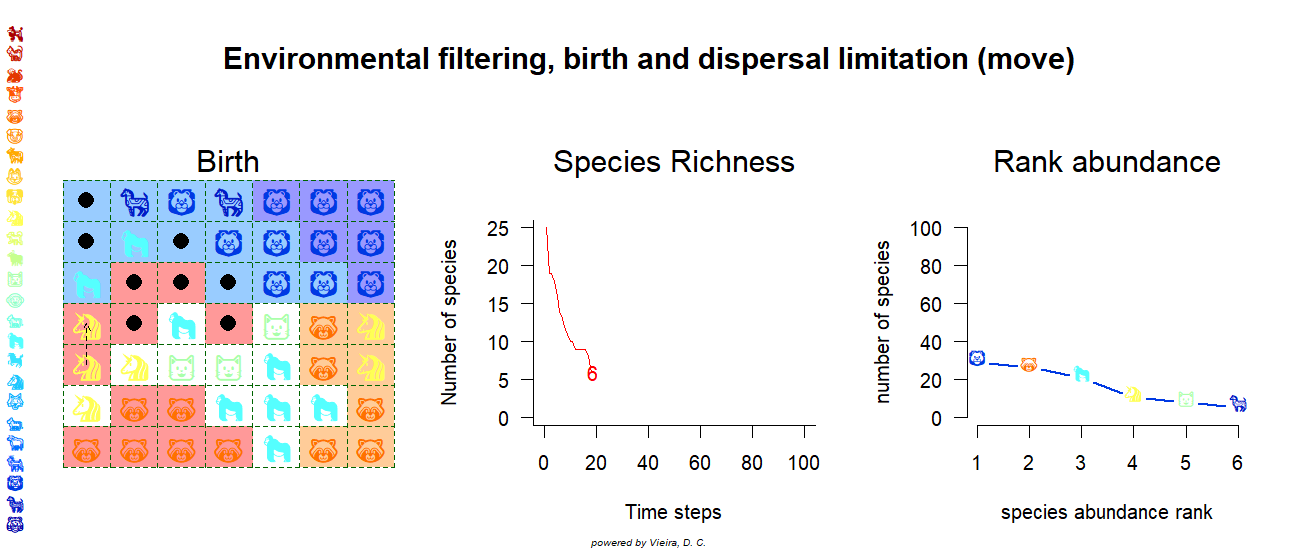 Environmental filtering, birth and dispersal limitation (move)
Birth
Species Richness
Rank abundance
Number of species
25
20
15
10
5
0
6
0 20 40 60 80 100
Time steps
number of species
100
80
60
40
20
0
1 2 3 4 5 6
species abundance rank
powered by Vieira, D. C.